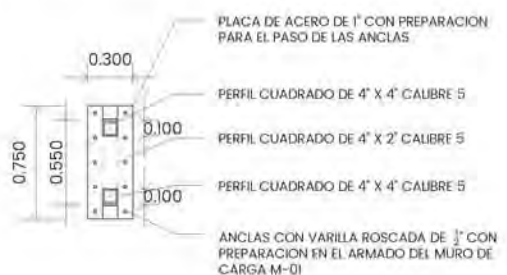 PLACA DE ACERO DE 1" CON PREPARACION
PARA EL PASO DE LAS ANCLAS
0.300
PERFIL CUADRADO DE 4" X 4" CALIBRE 5
0.100
PERFIL CUADRADO DE 4" X 2" CALIBRE 5
0.750
0.550
0.100
PERFIL CUADRADO DE 4" X 4" CALIBRE 5
ANCLAS CON VARILLA ROSCADA DE ½" CON
PREPARACION EN EL ARMADO DEL MURO DE
CARGA M-01